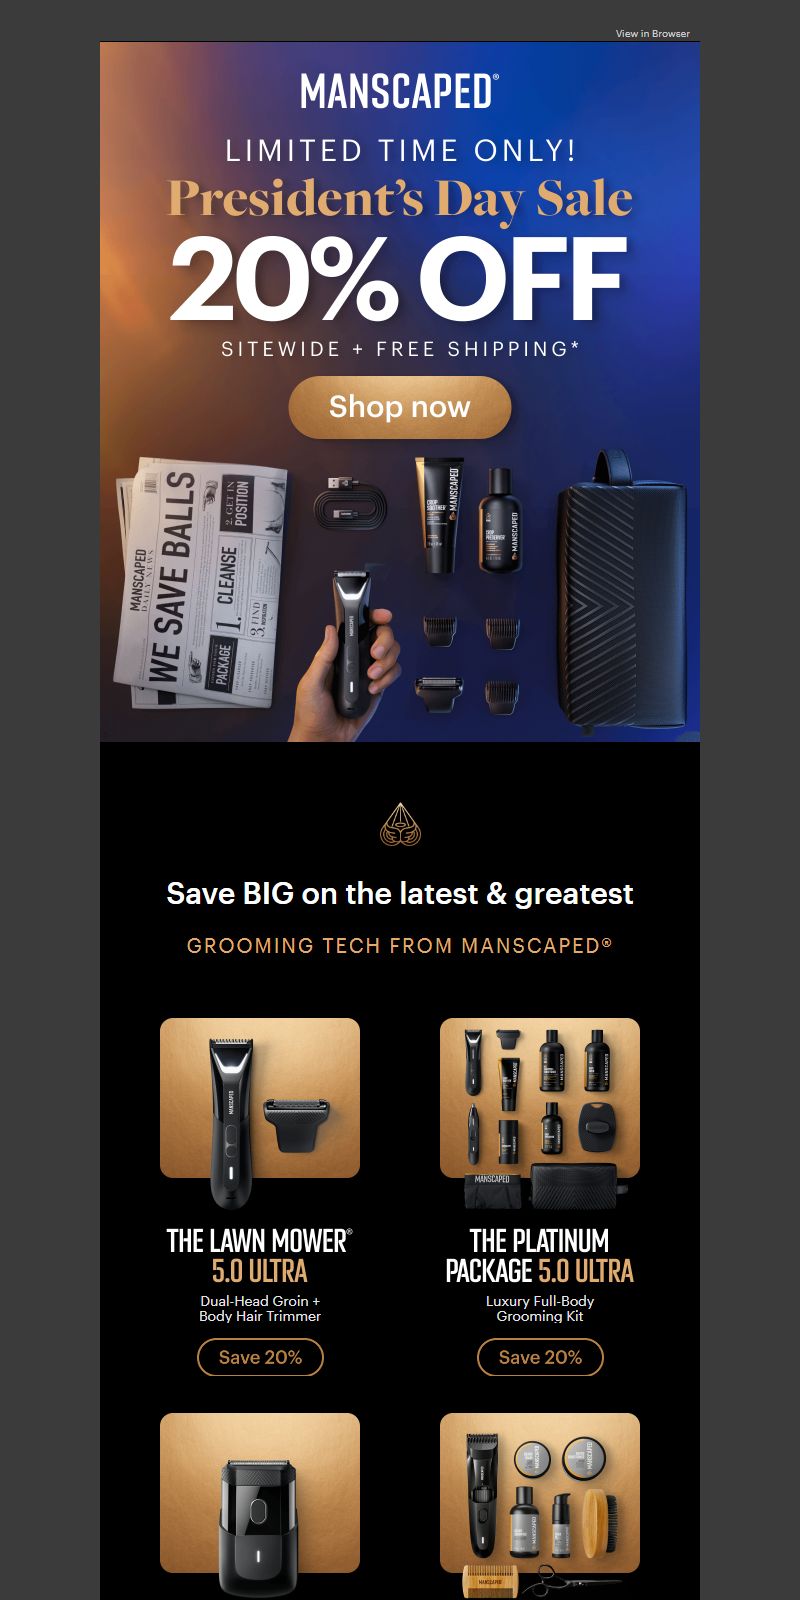 View in Browser
MANSCAPED®
LIMITED TIME ONLY!
President’s Day Sale
20% OFF
SITEWIDE + FREE SHIPPING*
Shop now
MANSCAPED
DAILY NEWS
WE SAVE BALLS
PACKAGE
1. CLEANSE
2. GET IN
POSITION
3. FIND
CROP
SOOTHER
MANSCAPED
CROP
PRESERVER
MANSCAPED
MANSCAPED
Save BIG on the latest & greatest
GROOMING TECH FROM MANSCAPED®
MANSCAPED
MANSCAPED
THE LAWN MOWER®
5.0 ULTRA
Dual-Head Groin +
Body Hair Trimmer
Save 20%
THE PLATINUM
PACKAGE 5.0 ULTRA
Luxury Full-Body
Grooming Kit
Save 20%
MANSCAPED
MANSCAPED